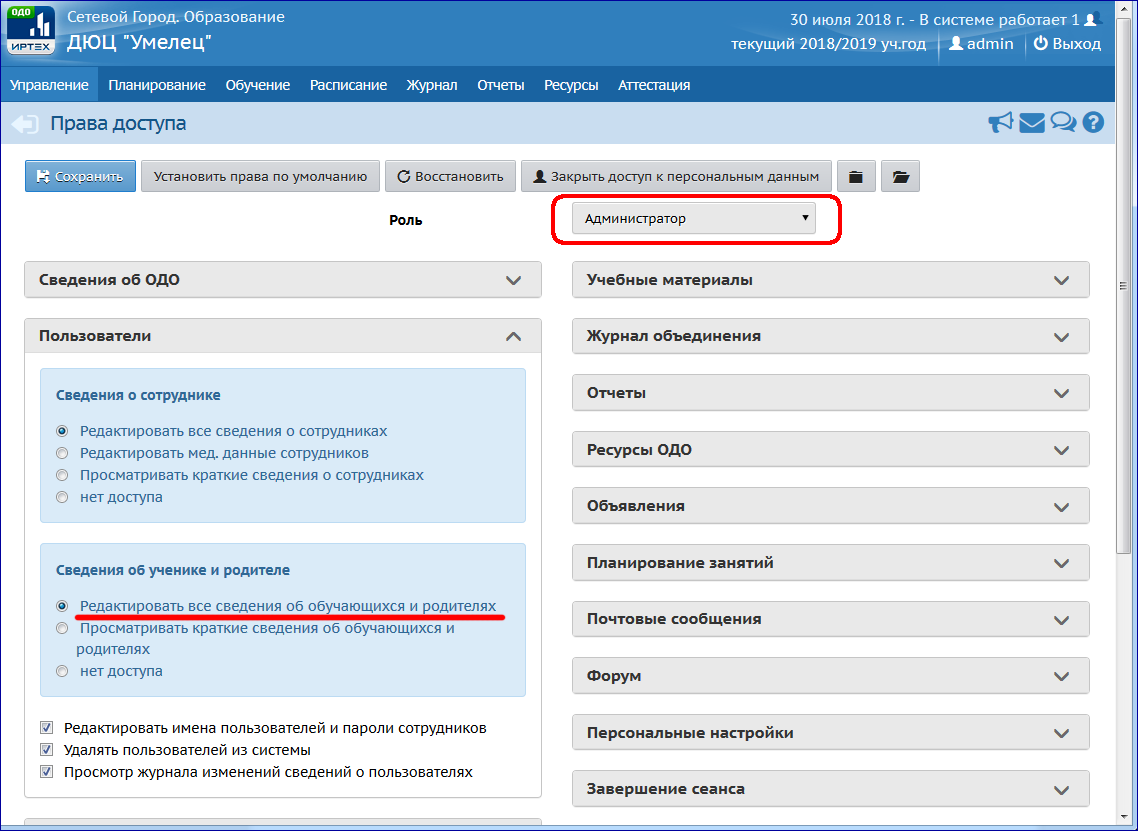 ОДО
ИРТЕХ
Сетевой Город. Образование
ДЮЦ "Умелец"
30 июля 2018 г. - В системе работает 1
текущий 2018/2019 уч.год
admin
Выход
Управление Планирование Обучение Расписание Журнал Отчеты Ресурсы Аттестация
Права доступа
Сохранить Установить права по умолчанию Восстановить Закрыть доступ к персональным данным
Роль
Администратор
Сведения об ОДО
Пользователи
Сведения о сотруднике
Редактировать все сведения о сотрудниках
Редактировать мед. данные сотрудников
Просматривать краткие сведения о сотрудниках
нет доступа
Сведения об ученике и родителе
Редактировать все сведения об обучающихся и родителях
Просматривать краткие сведения об обучающихся и
родителях
нет доступа
Редактировать имена пользователей и пароли сотрудников
Удалять пользователей из системы
Просмотр журнала изменений сведений о пользователях
Учебные материалы
Журнал объединения
Отчеты
Ресурсы ОДО
Объявления
Планирование занятий
Почтовые сообщения
Форум
Персональные настройки
Завершение сеанса